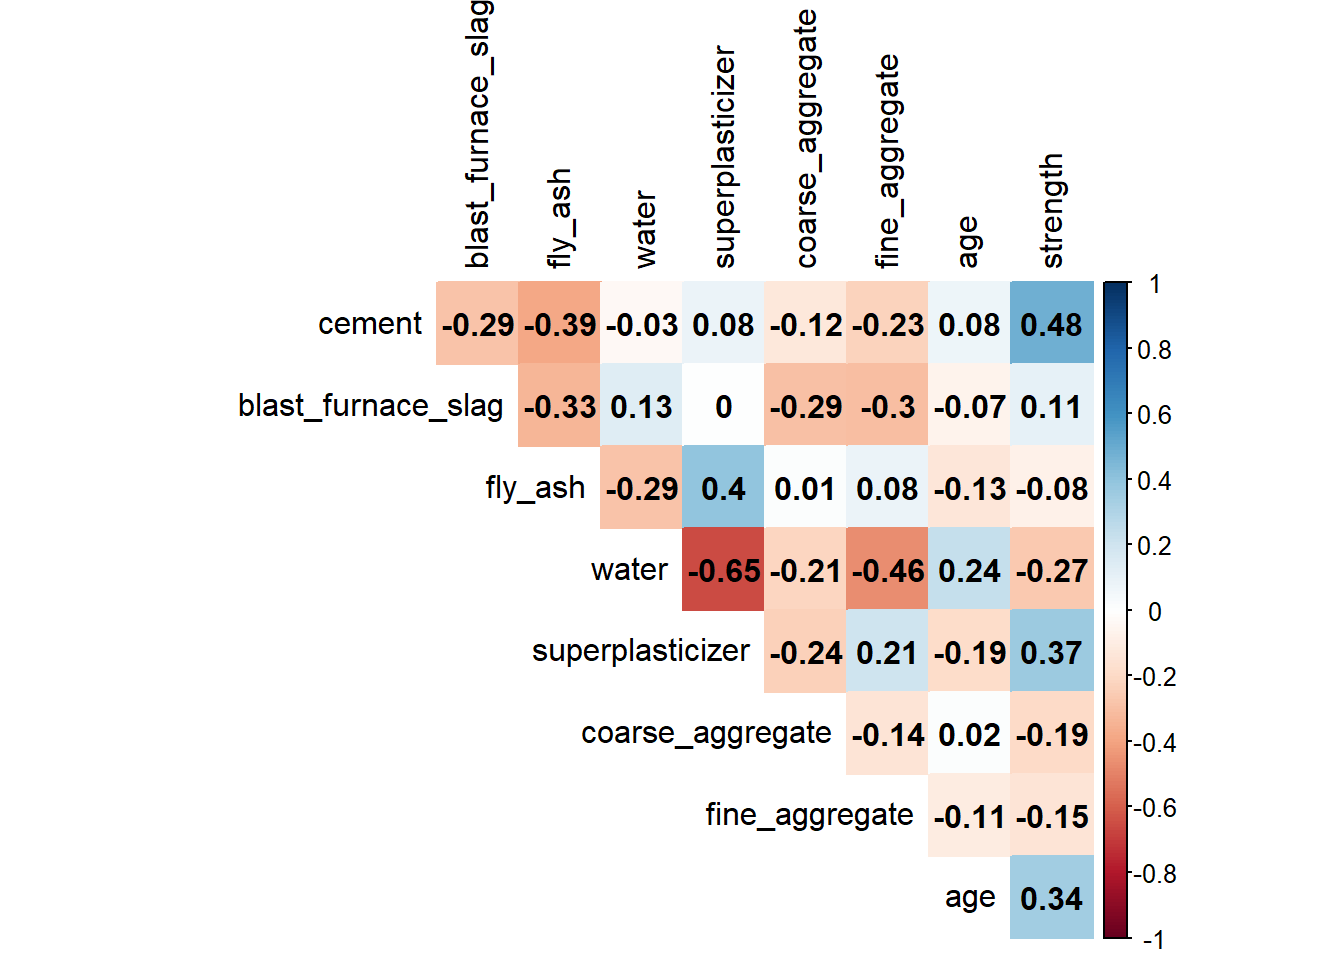 blast_furnace_slag
fly_ash
water
superplasticizer
coarse_aggregate
fine_aggregate
age
strength
cement -0.29 -0.39 -0.03 0.08 -0.12 -0.23 0.08 0.48
blast_furnace_slag -0.33 0.13 0 -0.29 -0.3 -0.07 0.11
fly_ash -0.29 0.4 0.01 0.08 -0.13 -0.08
water -0.65 -0.21 -0.46 0.24 -0.27
superplasticizer -0.24 0.21 -0.19 0.37
coarse_aggregate -0.14 0.02 -0.19
fine_aggregate -0.11 -0.15
age 0.34
1
0.8
0.6
0.4
0.2
0
-0.2
-0.4
-0.6
-0.8
-1